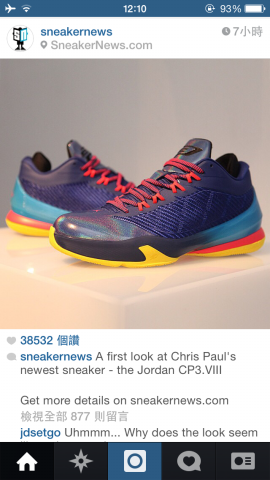 12:10
93%
sneakernews
7小時
SneakerNews.com
38532 個讚
sneakernews A first look at Chris Paul's
newest sneaker - the Jordan CP3.VIII
Get more details on sneakernews.com
檢視全部 877 則留言
jdsetgo Uhmmm... Why does the look seem